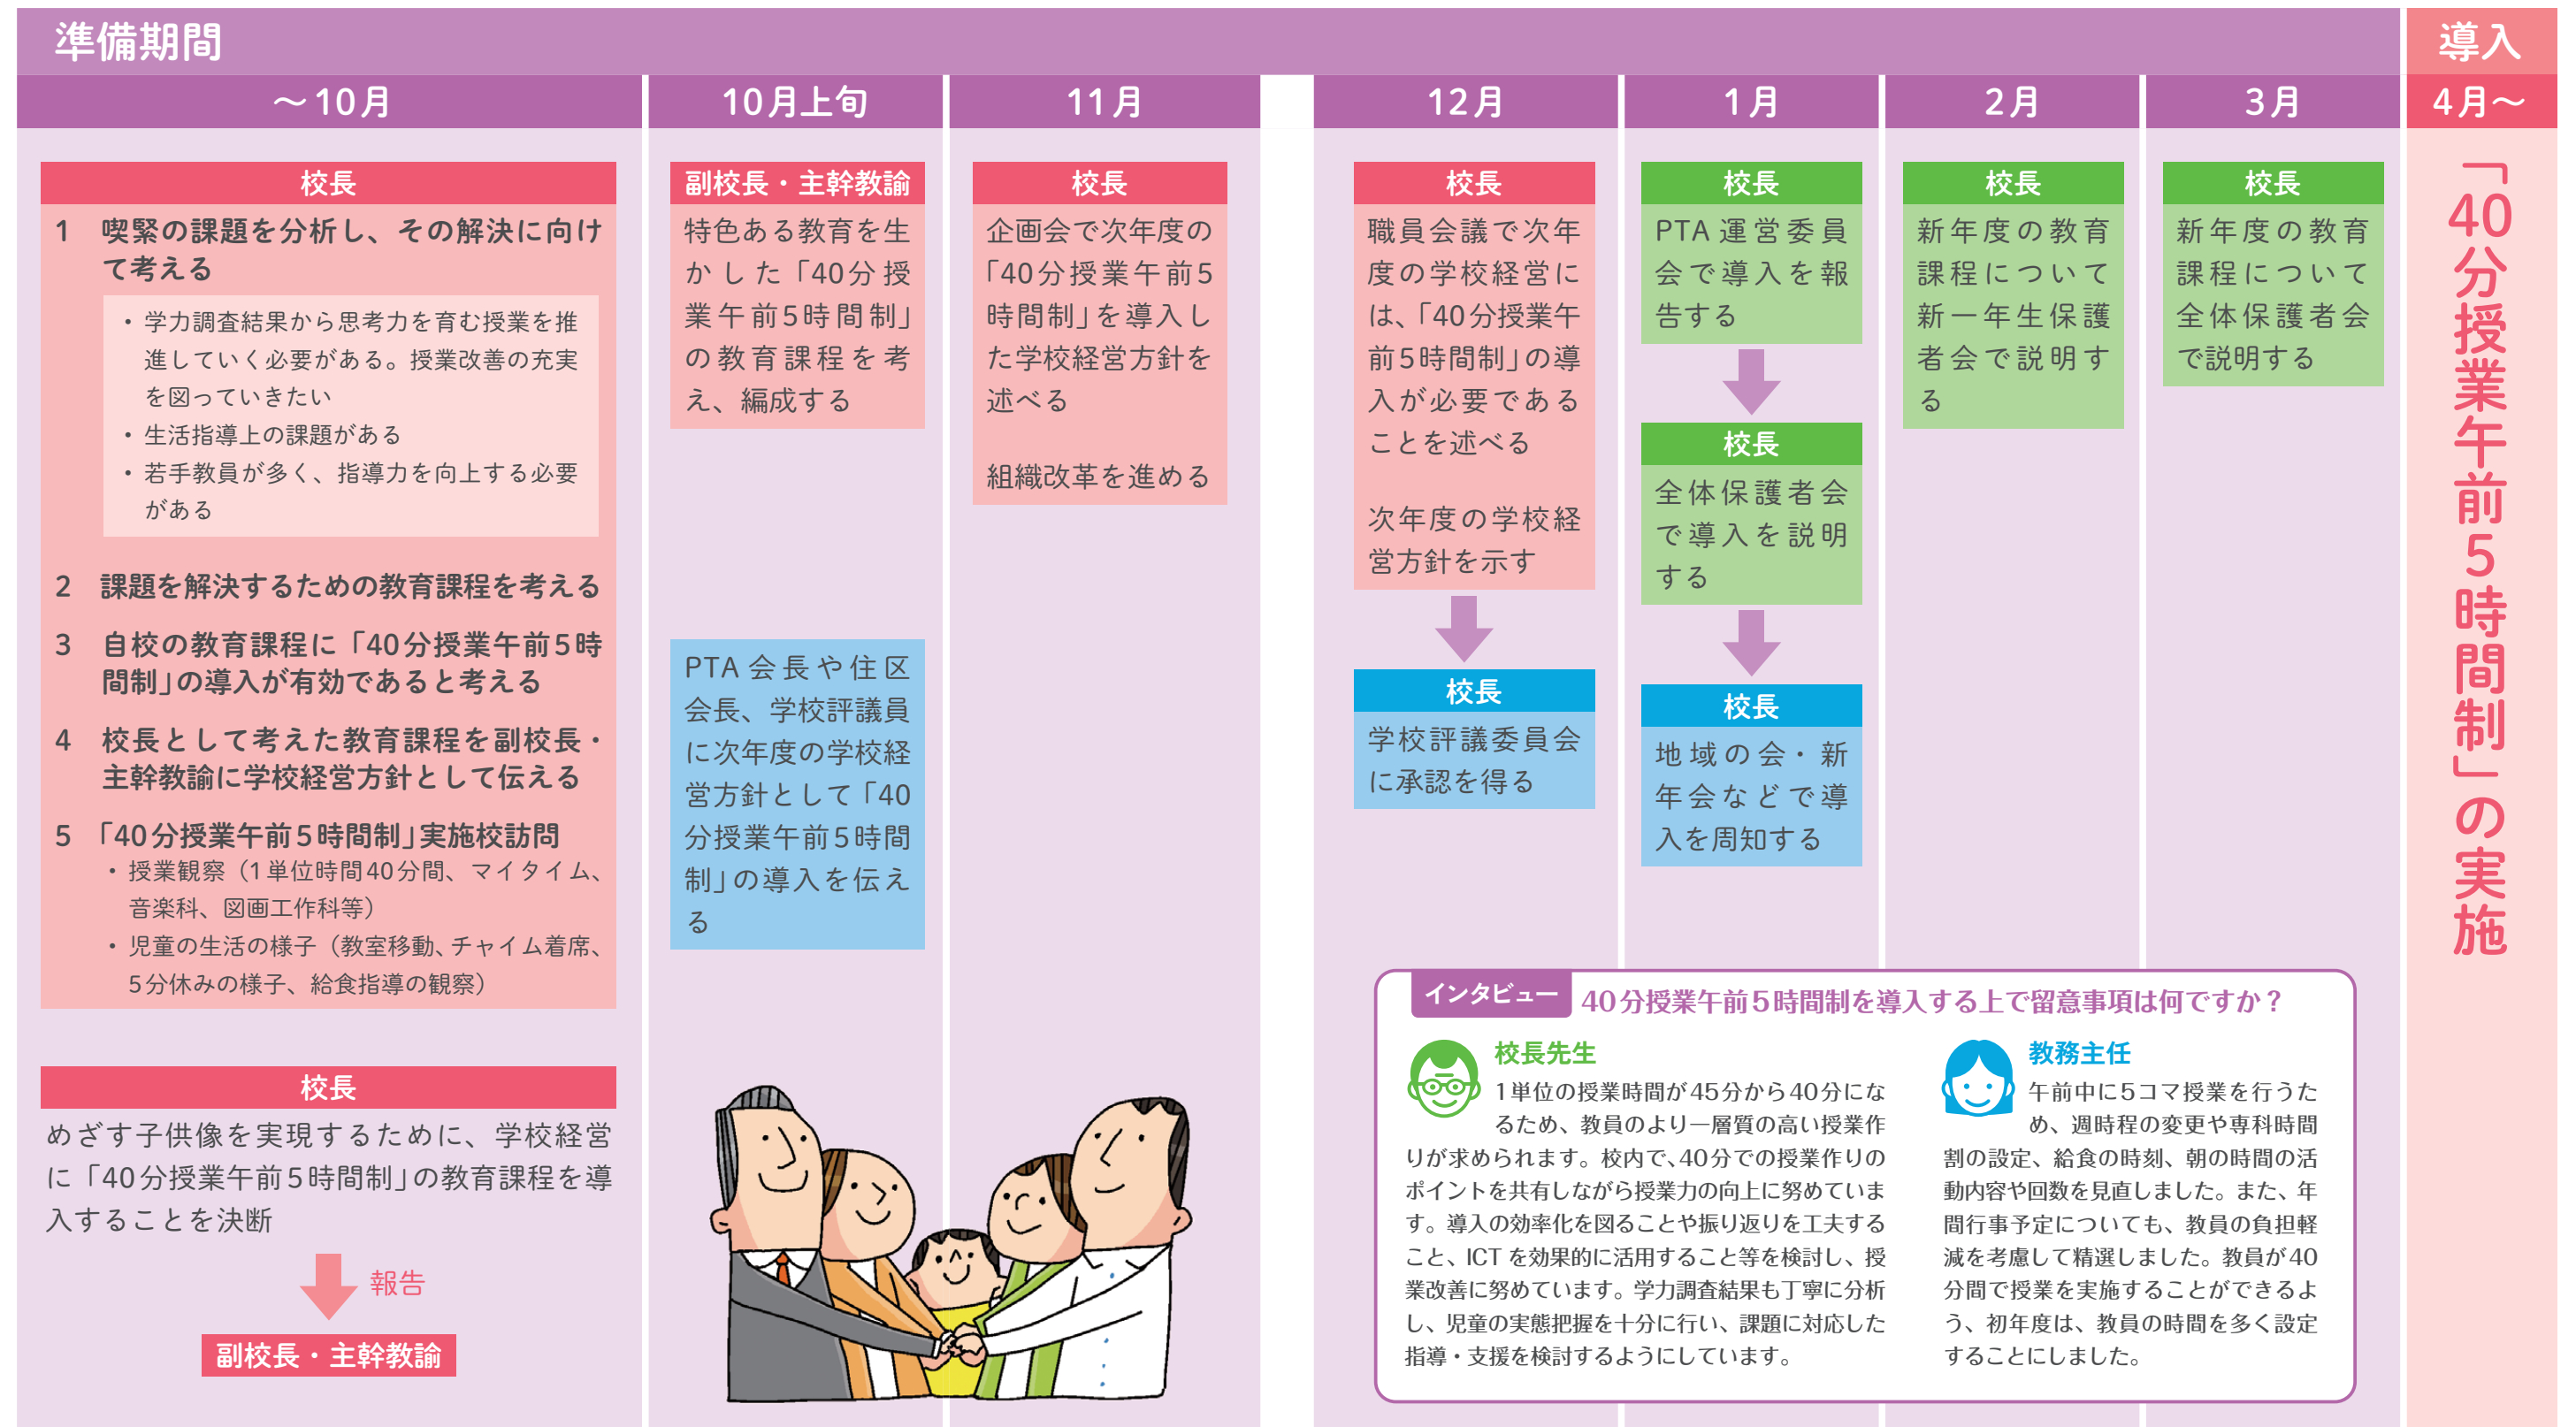 準備期間
導入
～10月
10月上旬
11月
12月
1月
2月
3月
4月～
校長
1 喫緊の課題を分析し、その解決に向け
て考える
・学力調査結果から思考力を育む授業を推
進していく必要がある。授業改善の充実
を図っていきたい
・生活指導上の課題がある
・若手教員が多く、指導力を向上する必要
がある
2 課題を解決するための教育課程を考える
3 自校の教育課程に「40分授業午前5時
間制」の導入が有効であると考える
4 校長として考えた教育課程を副校長・
主幹教諭に学校経営方針として伝える
5 「40分授業午前5時間制」実施校訪問
・授業観察（1単位時間40分間、マイタイム、
音楽科、図画工作科等）
・児童の生活の様子（教室移動、チャイム着席、
5分休みの様子、給食指導の観察）
校長
めざす子供像を実現するために、学校経営
に「40分授業午前5時間制」の教育課程を導
入することを決断
報告
副校長・主幹教諭
副校長・主幹教諭
特色ある教育を生
かした「40分授
業午前5時間制」
の教育課程を考
え、編成する
PTA会長や住区
会長、学校評議員
に次年度の学校経
営方針として「40
分授業午前5時間
制」の導入を伝え
る
校長
企画会で次年度の
「40分授業午前5
時間制」を導入し
た学校経営方針を
述べる
組織改革を進める
校長
職員会議で次年
度の学校経営に
は、「40分授業午
前5時間制」の導
入が必要である
ことを述べる
次年度の学校経
営方針を示す
校長
学校評議委員会
に承認を得る
校長
PTA運営委員
会で導入を報
告する
校長
全体保護者会
で導入を説明
する
校長
地域の会・新
年会などで導
入を周知する
校長
新年度の教育
課程について
新一年生保護
者会で説明す
る
校長
新年度の教育
課程について
全体保護者会
で説明する
「40分授業午前5時間制」の実施
インタビュー
40分授業午前5時間制を導入する上で留意事項は何ですか？
校長先生
1単位の授業時間が45分から40分にな
るため、教員のより一層質の高い授業作
りが求められます。校内で、40分での授業作りの
ポイントを共有しながら授業力の向上に努めていま
す。導入の効率化を図ることや振り返りを工夫する
こと、ICTを効果的に活用すること等を検討し、授
業改善に努めています。学力調査結果も丁寧に分析
し、児童の実態把握を十分に行い、課題に対応した
指導・支援を検討するようにしています。
教務主任
午前中に5コマ授業を行うた
め、週時程の変更や専科時間
割の設定、給食の時刻、朝の時間の活
動内容や回数を見直しました。また、年
間行事予定についても、教員の負担軽
減を考慮して精選しました。教員が40
分間で授業を実施することができるよ
う、初年度は、教員の時間を多く設定
することにしました。